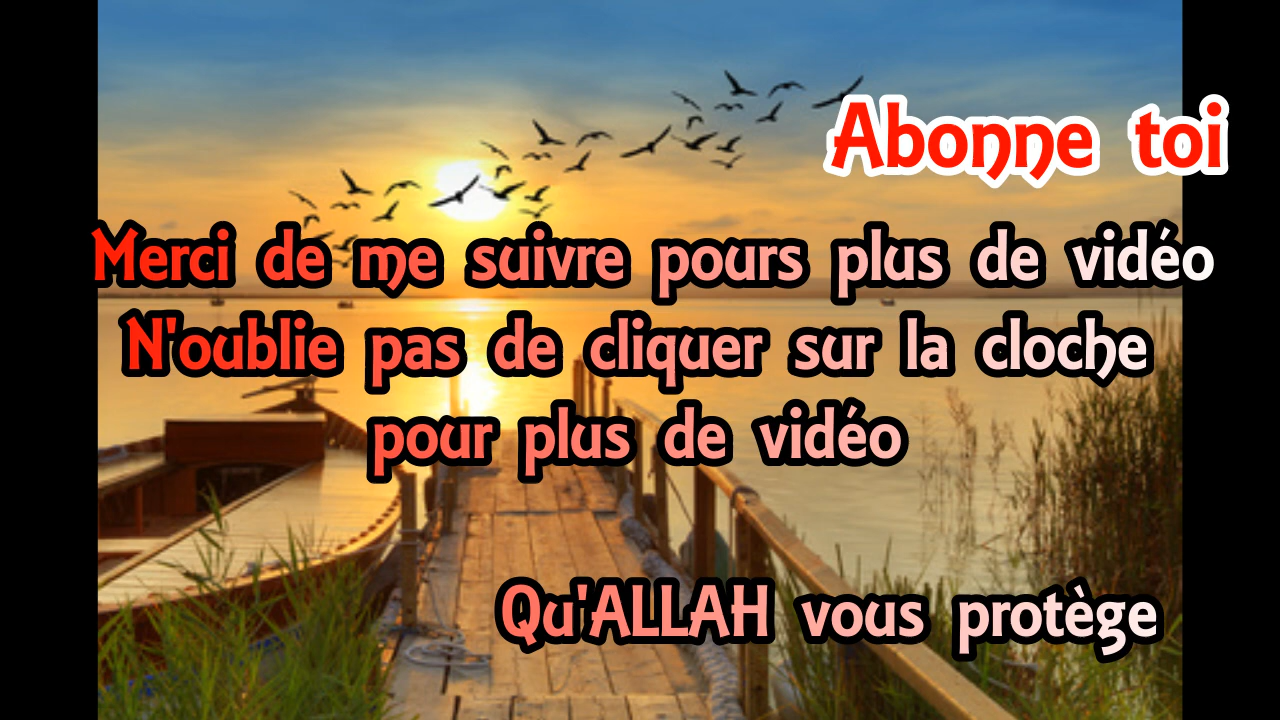 Abonne toi
Merci de me suivre pours plus de vidéo
N'oublie pas de cliquer sur la cloche
pour plus de vidéo
Qu'ALLAH vous protège